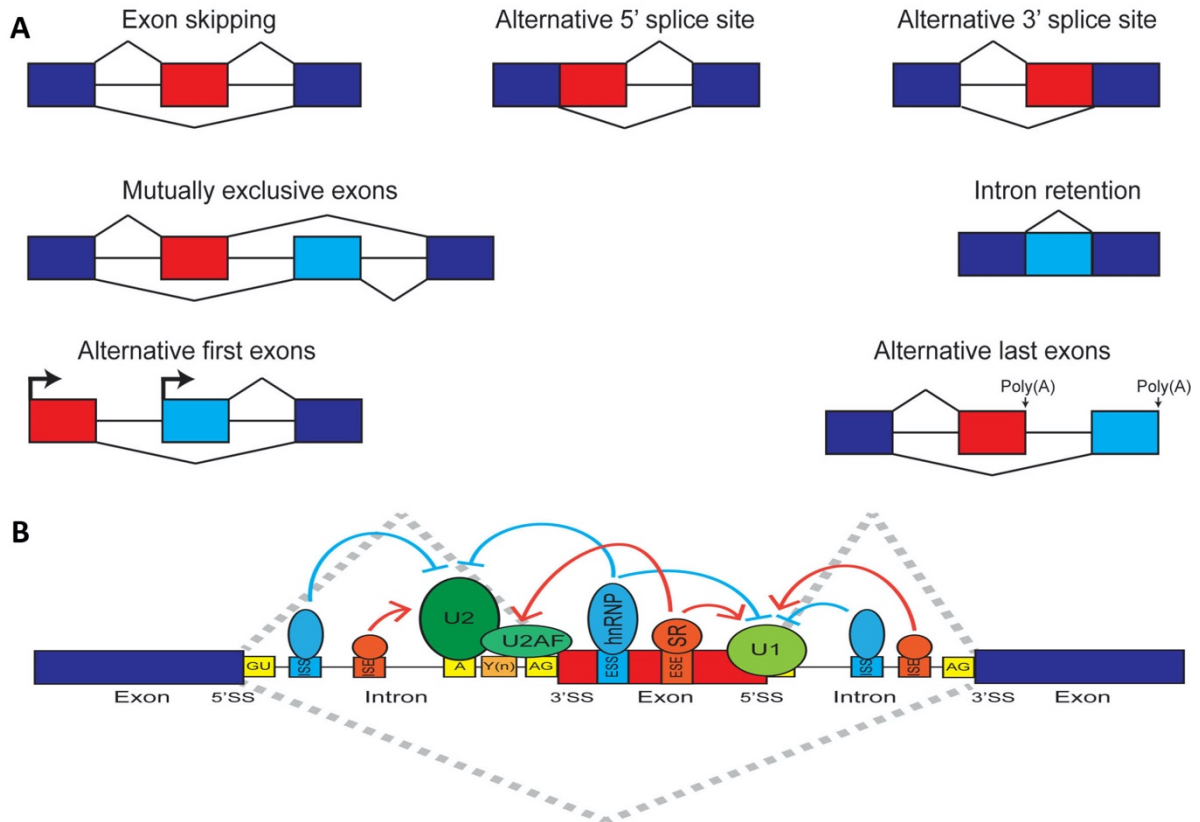 A
Exon skipping
Alternative 5' splice site
Alternative 3' splice site
Mutually exclusive exons
Intron retention
Alternative first exons
Alternative last exons
Poly(A)
Poly(A)
B
U2
U2AF
hnRNP
SR
U1
GU
ISS
ISE
A
Y(n)
AG
ESS
ESE
ISS
ISE
AG
Exon
5'SS
Intron
3'SS
Exon
5'SS
Intron
3'SS
Exon